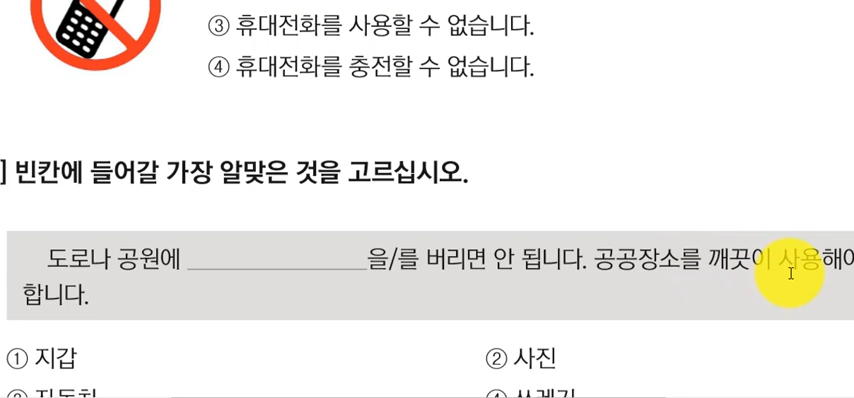 ③ 휴대전화를 사용할 수 없습니다.
④ 휴대전화를 충전할 수 없습니다.
] 빈칸에 들어갈 가장 알맞은 것을 고르십시오.
도로나 공원에 ____________을/를 버리면 안 됩니다. 공공장소를 깨끗이 사용해야
합니다.
① 지갑 ② 사진